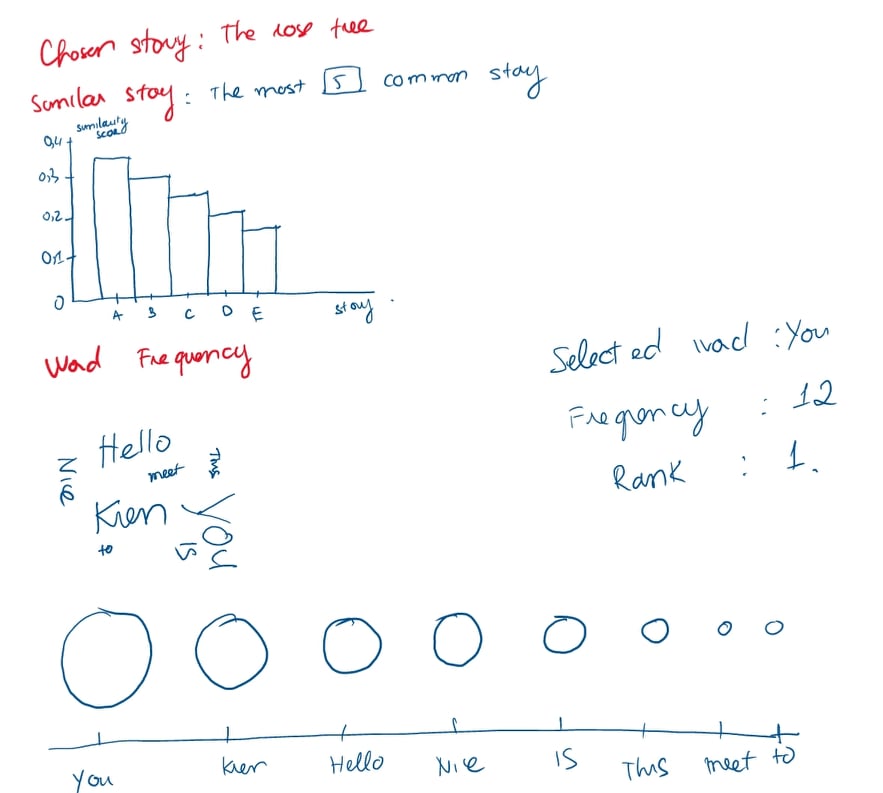 Chosen story: The rose tree
Similar story: The most 5 common story
similarity
score
0,4
0,3
0,2
0,1
0
A B C D E
story
Word Frequency
Selected word : You
Freqency : 12
Rank : 1.
Hello
Nice
meet
This
Kien
You
to
is
You Kien Hello Nice IS This meet to